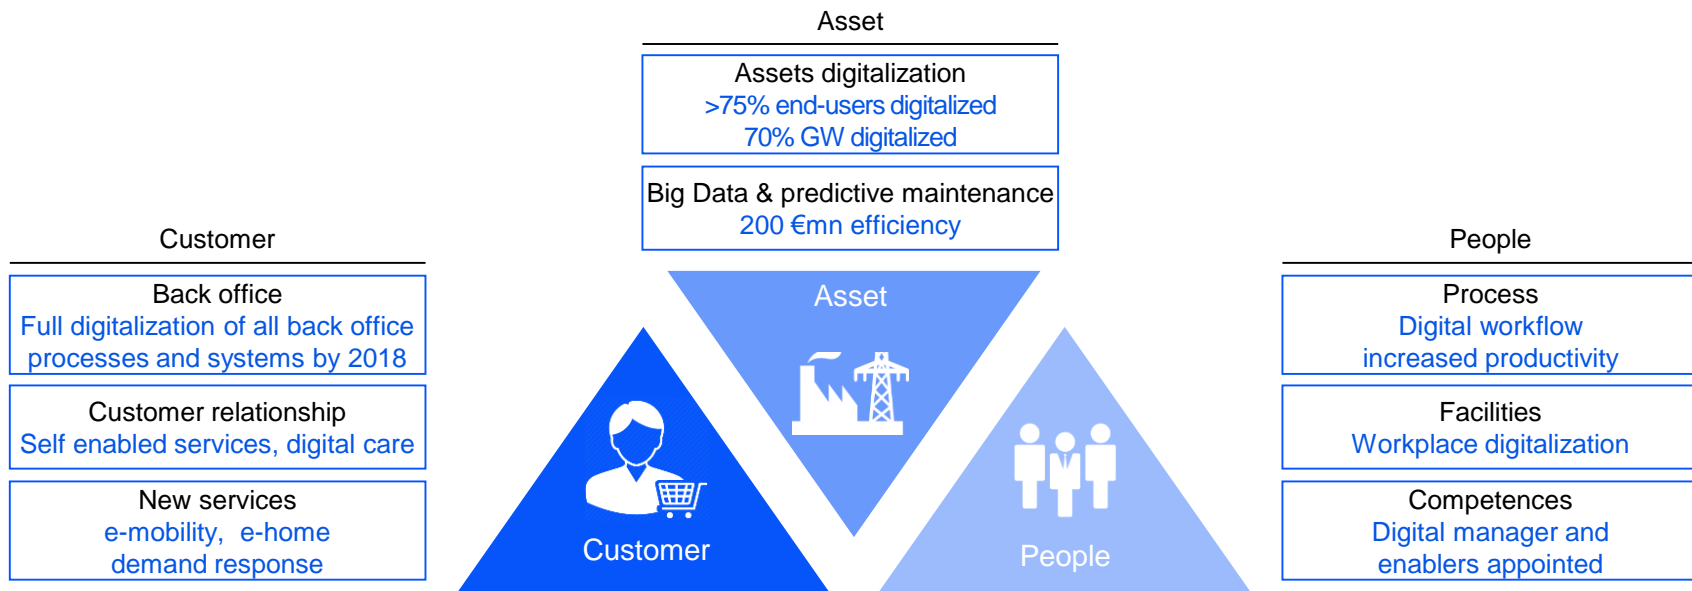 Asset
Assets digitalization
>75% end-users digitalized
70% GW digitalized
Big Data & predictive maintenance
200 €mn efficiency
Customer
Back office
Full digitalization of all back office
processes and systems by 2018
Customer relationship
Self enabled services, digital care
New services
e-mobility, e-home
demand response
Asset
Customer
People
People
Process
Digital workflow
increased productivity
Facilities
Workplace digitalization
Competences
Digital manager and
enablers appointed